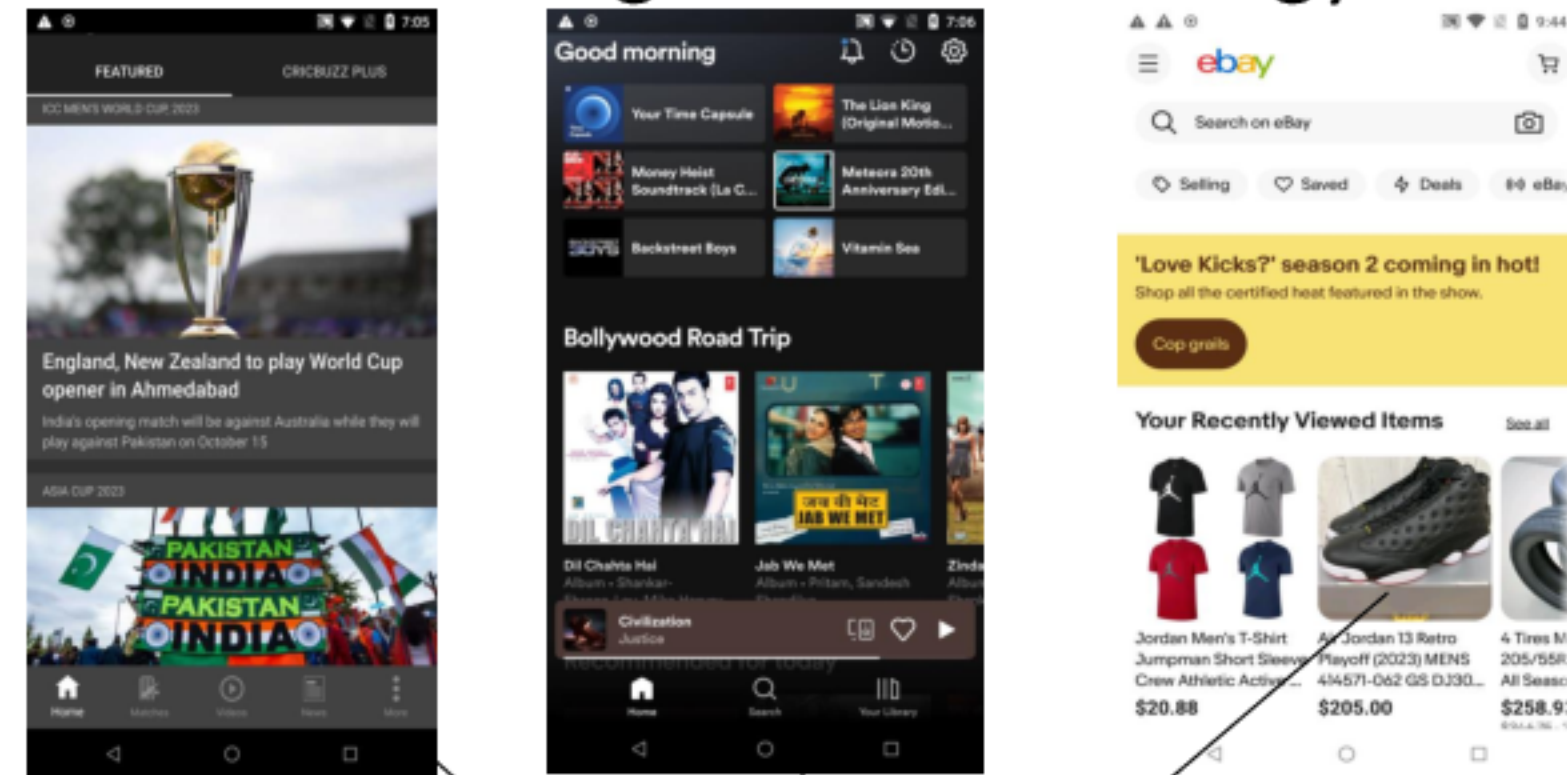 7:05
FEATURED
CRICBUZZ PLUS
ICC MEN'S WORLD CUP, 2023
England, New Zealand to play World Cup
opener in Ahmedabad
India's opening match will be against Australia while they will
play against Pakistan on October 15
ASIA CUP 2023
PAKISTAN
INDIA
PAKISTAN
INDIA
Home
Matches
Videos
News
More
7:06
Good morning
Your Time Capsule
The Lion King
(Original Motio...
Money Heist
Soundtrack (La C...
Meteora 20th
Anniversary Edi...
Backstreet Boys
Vitamin Sea
Bollywood Road Trip
DIL CHAHTA HAI
जब वी मेट
JAB WE MET
Dil Chahta Hai
Album • Shankar-
Jab We Met
Album • Pritam, Sandesh
Zinda
Album
Civilization
Justice
Recommended for today
Home
Search
Your Library
9:44
ebay
Search on eBay
Selling
Saved
Deals
eBay
'Love Kicks?' season 2 coming in hot!
Shop all the certified heat featured in the show.
Cop grails
Your Recently Viewed Items
See all
Jordan Men's T-Shirt
Jumpman Short Sleeve
Crew Athletic Active ...
$20.88
Air Jordan 13 Retro
Playoff (2023) MENS
414571-062 GS DJ30...
$205.00
4 Tires M
205/55R
All Seaso
$258.9